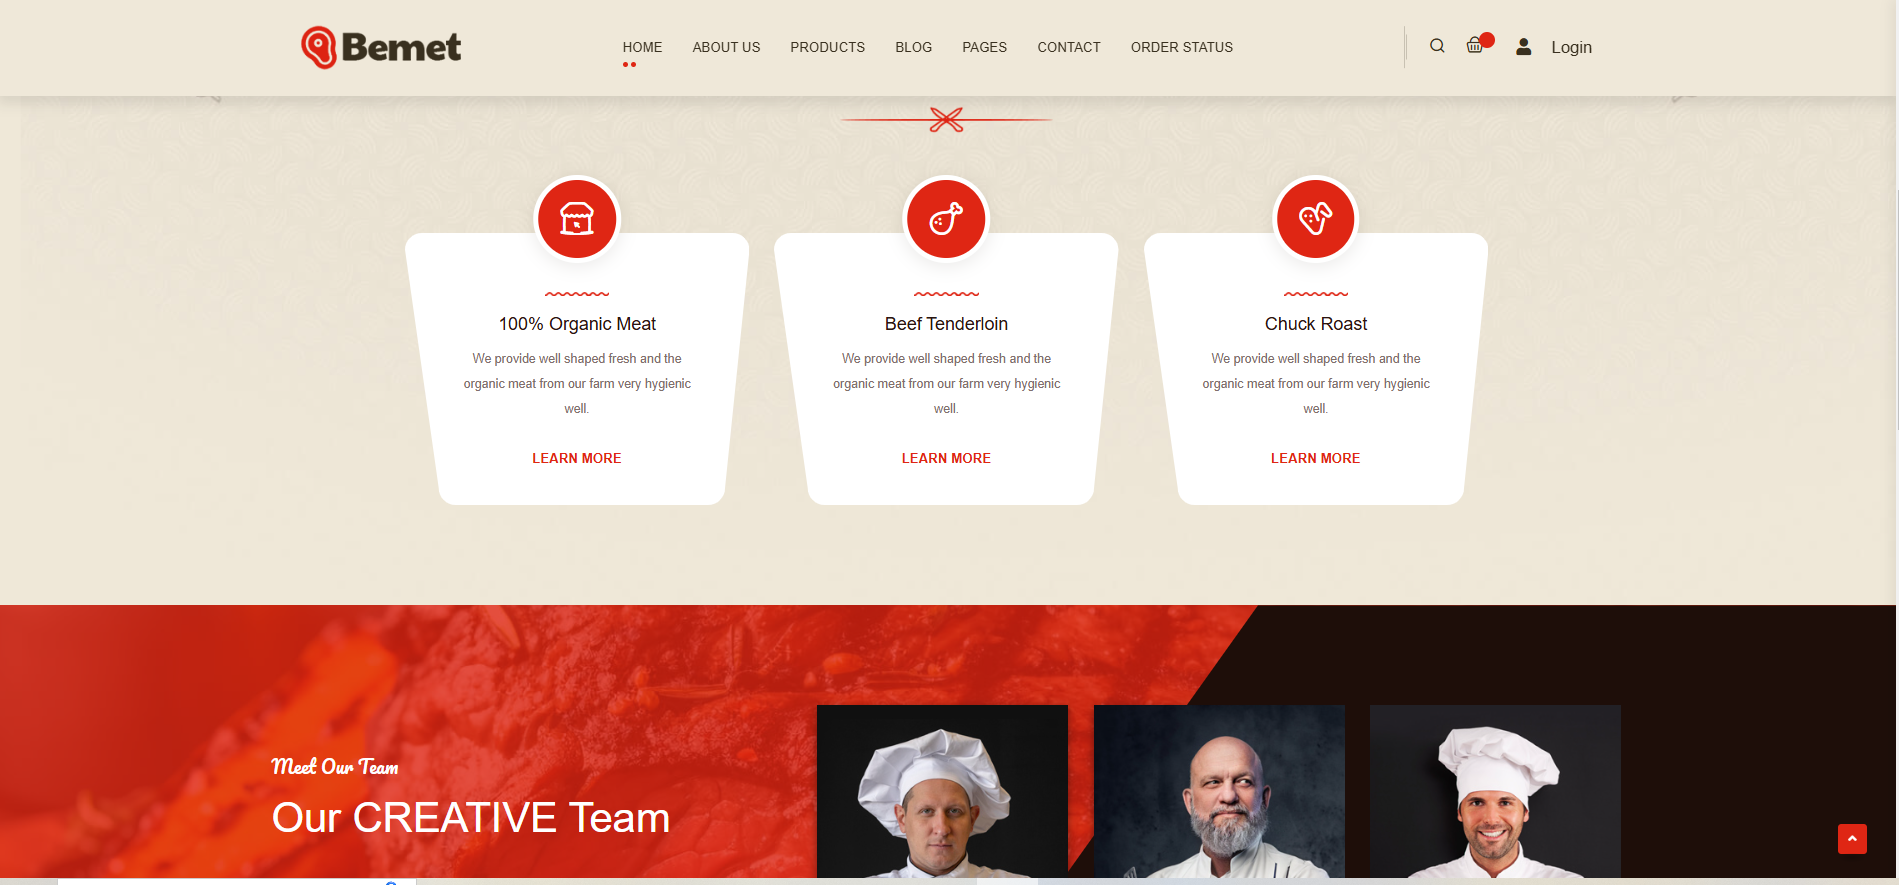 Bemet
HOME ABOUT US PRODUCTS BLOG PAGES CONTACT ORDER STATUS
Login
100% Organic Meat
We provide well shaped fresh and the
organic meat from our farm very hygienic
well.
LEARN MORE
Beef Tenderloin
We provide well shaped fresh and the
organic meat from our farm very hygienic
well.
LEARN MORE
Chuck Roast
We provide well shaped fresh and the
organic meat from our farm very hygienic
well.
LEARN MORE
Meet Our Team
Our CREATIVE Team